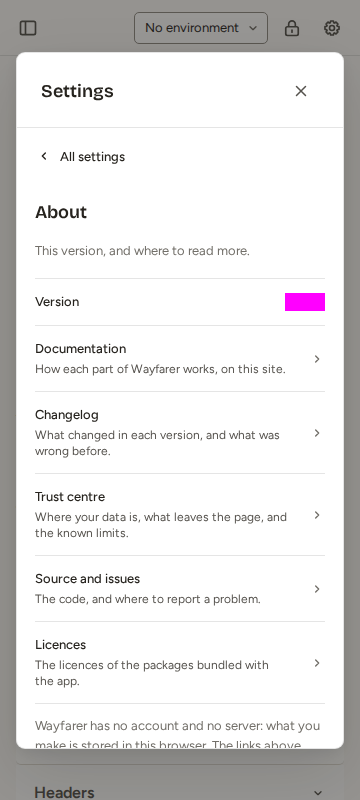 No environment
Settings
All settings
About
This version, and where to read more.
Version
Documentation
How each part of Wayfarer works, on this site.
Changelog
What changed in each version, and what was
wrong before.
Trust centre
Where your data is, what leaves the page, and
the known limits.
Source and issues
The code, and where to report a problem.
Licences
The licences of the packages bundled with
the app.
Wayfarer has no account and no server: what you
make is stored in this browser. The links above
Headers